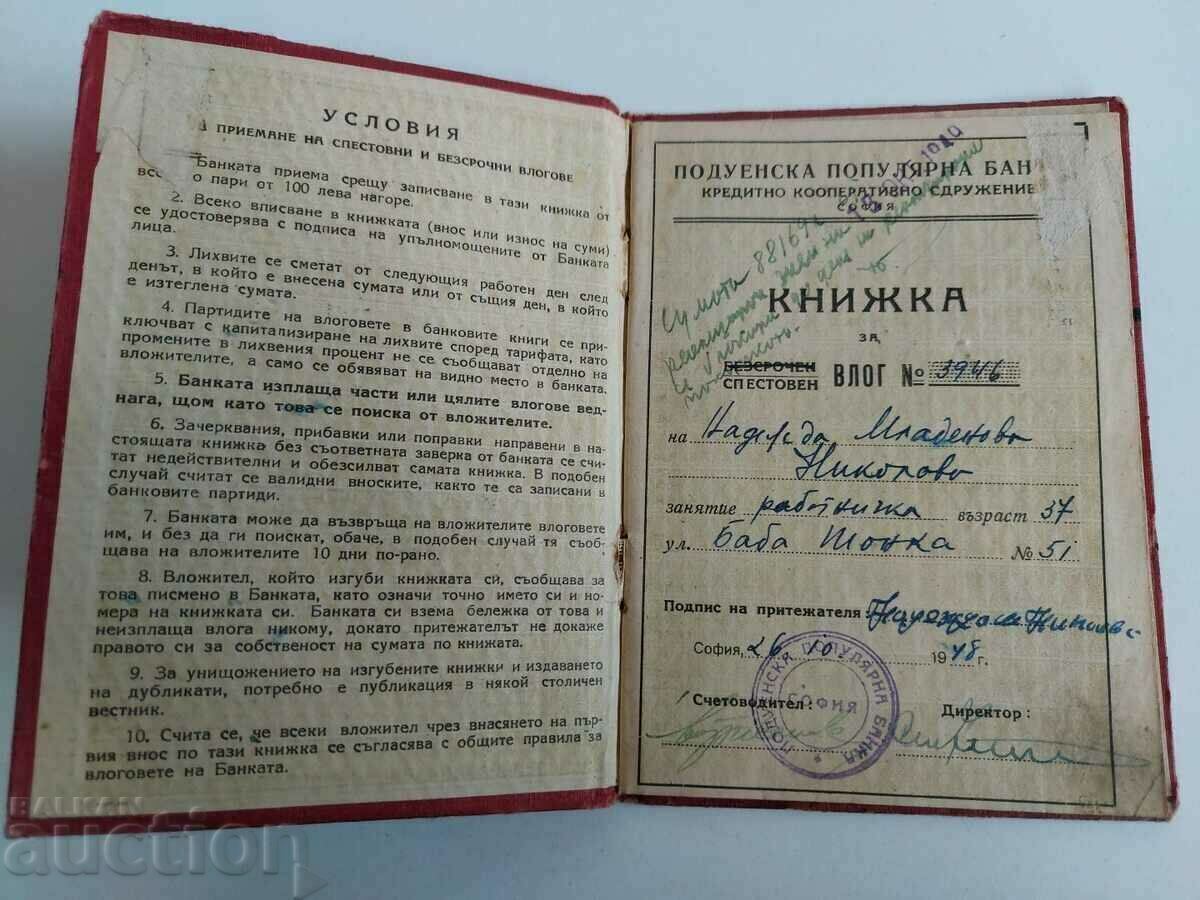 УСЛОВИЯ
ПРИЕМАНЕ НА СПЕСТОВНИ И БЕЗСРОЧНИ ВЛОГОВЕ
Банката приема срещу записване в тази книжка от
вс о пари от 100 лева нагоре.
2. Всеко вписване в книжката (внос или износ на суми)
се удостоверява с подписа на упълномощените от Банката
лица.
3. Лихвите се сметат от следующия работен ден след
денът, в който е внесена сумата или от същия ден, в който
е изтеглена сумата.
4. Партидите на влоговете в банковите книги се при-
ключват с капитализиране на лихвите според тарифата, като
промените в лихвения процент не се съобщават отделно на
вложителите, а само се обявяват на видно место в банката.
5. Банката изплаща части или цялите влогове вед-
нага, щом като това се поиска от вложителите.
6. Зачерквания, прибавки или поправки направени в на-
стоящата книжка без съответната заверка от банката се счи-
тат недействителни и обезсилват самата книжка. В подобен
случай считат се валидни вноските, както те са записани в
банковите партиди.
7. Банката може да възвръща на вложителите влоговете
им, и без да ги поискат, обаче, в подобен случай тя съоб-
щава на вложителите 10 дни по-рано.
8. Вложител, който изгуби книжката си, съобщава за
това писмено в Банката, като означи точно името си и но-
мера на книжката си. Банката си взема бележка от това и
неизплаща влога никому, докато притежателят не докаже
правото си за собственост на сумата по книжката.
9. За унищожението на изгубените книжки и издаването
на дубликати, потребно е публикация в някой столичен
вестник.
10. Счита се, че всеки вложител чрез внасянето на пър-
вия внос по тази книжка се съгласява с общите правила за
влоговете на Банката.
ПОДУЕНСКА ПОПУЛЯРНА БАН
КРЕДИТНО КООПЕРАТИВНО СДРУЖЕНИЕ
СОФИЯ
Сумата 881696
КНИЖКА
ЗА
БЕЗСРОЧЕН
СПЕСТОВЕН ВЛОГ № 3946
на Надежда Младенова
Николова
занятие работничка възраст 37
ул. Баба Тонка № 51
Подпис на притежателя
София, 26 10 1948 г.
Счетоводител: Директор:
ПОДУЕНСКА ПОПУЛЯРНА БАНКА
СОФИЯ
BALKAN
auction